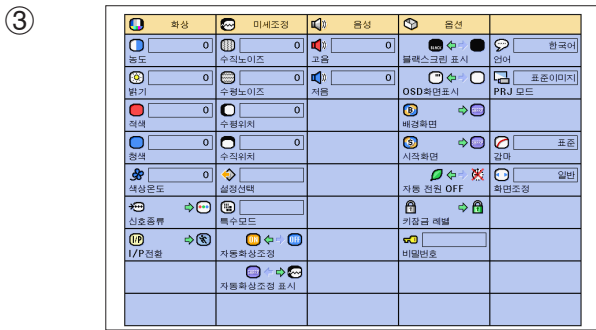 ③
화상 미세조정 음성 옵션
0 0 0 BLACK 한국어
농도 수직노이즈 고음 블랙스크린 표시 언어
0 0 0 표준이미지
밝기 수평노이즈 저음 OSD화면표시 PRJ 모드
0 0 B
적색 수평위치 배경화면
0 0 S 표준
청색 수직위치 시작화면 감마
0 일반
색상온도 설정선택 자동 전원 OFF 화면조정
신호종류 특수모드 키잠금 레벨
I/P ON OFF
I/P전환 자동화상조정 비밀번호
자동화상조정 표시